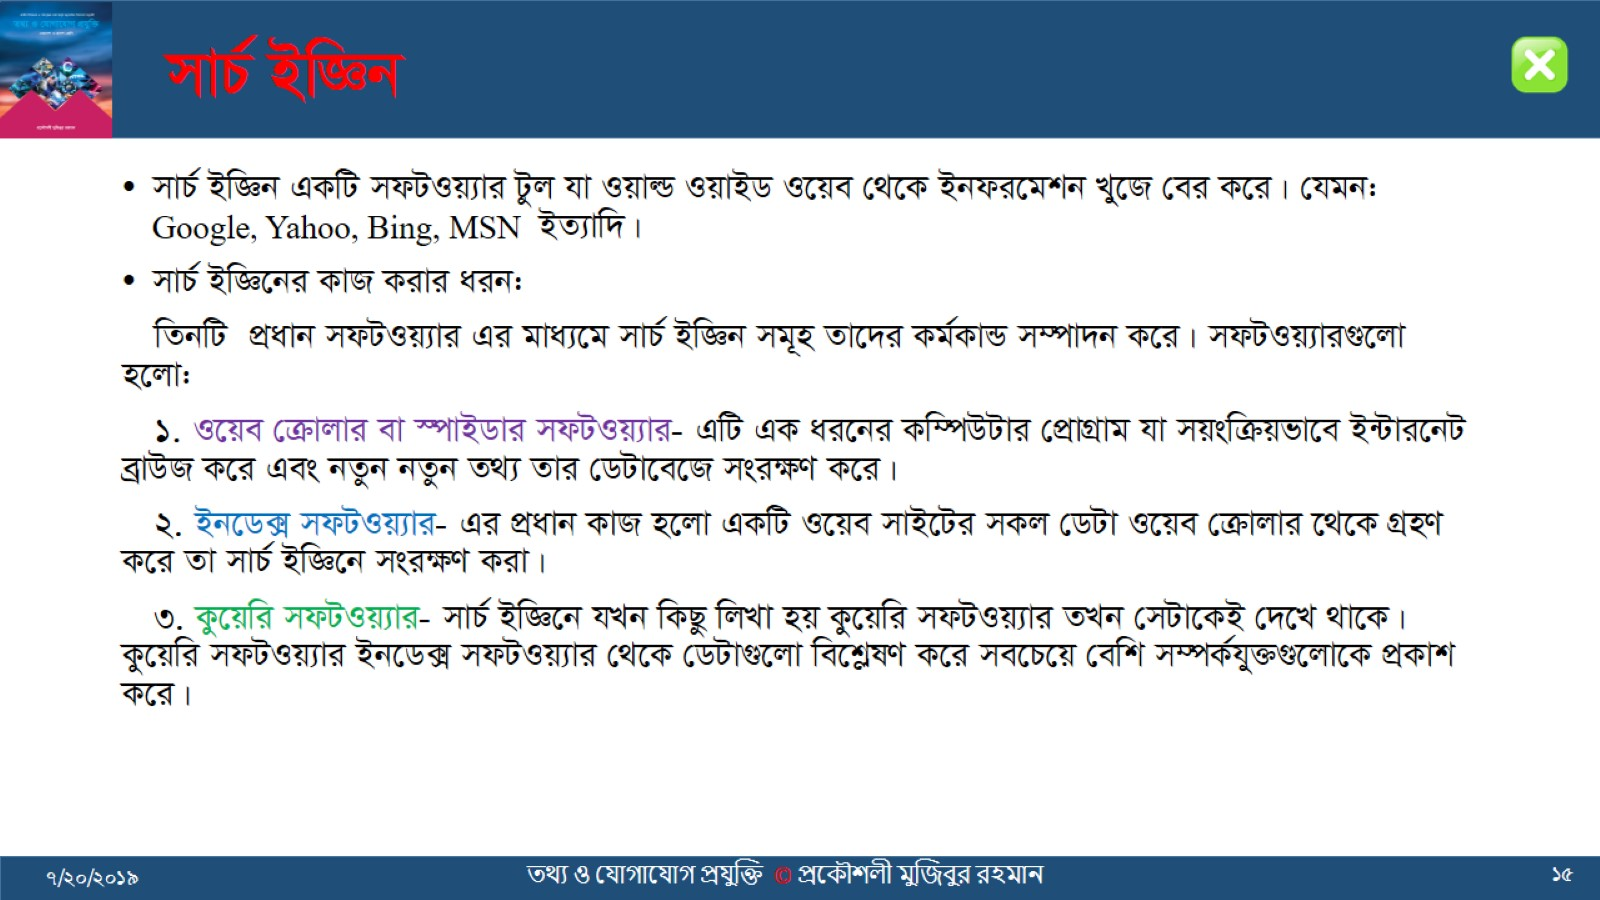 সার্চ ইঞ্জিন
• সার্চ ইঞ্জিন একটি সফটওয়্যার টুল যা ওয়াল্ড ওয়াইড ওয়েব থেকে ইনফরমেশন খুজে বের করে। যেমন:
Google, Yahoo, Bing, MSN ইত্যাদি।
• সার্চ ইঞ্জিনের কাজ করার ধরন:
তিনটি প্রধান সফটওয়্যার এর মাধ্যমে সার্চ ইঞ্জিন সমূহ তাদের কর্মকান্ড সম্পাদন করে। সফটওয়্যারগুলো
হলো:
১. ওয়েব ক্রোলার বা স্পাইডার সফটওয়্যার- এটি এক ধরনের কম্পিউটার প্রোগ্রাম যা সয়ংক্রিয়ভাবে ইন্টারনেট
ব্রাউজ করে এবং নতুন নতুন তথ্য তার ডেটাবেজে সংরক্ষণ করে।
২. ইনডেক্স সফটওয়্যার- এর প্রধান কাজ হলো একটি ওয়েব সাইটের সকল ডেটা ওয়েব ক্রোলার থেকে গ্রহণ
করে তা সার্চ ইঞ্জিনে সংরক্ষণ করা।
৩. কুয়েরি সফটওয়্যার- সার্চ ইঞ্জিনে যখন কিছু লিখা হয় কুয়েরি সফটওয়্যার তখন সেটাকেই দেখে থাকে।
কুয়েরি সফটওয়্যার ইনডেক্স সফটওয়্যার থেকে ডেটাগুলো বিশ্লেষণ করে সবচেয়ে বেশি সম্পর্কযুক্তগুলোকে প্রকাশ
করে।
তথ্য ও যোগাযোগ প্রযুক্তি
৭/২০/২০১৯ তথ্য ও যোগাযোগ প্রযুক্তি © প্রকৌশলী মুজিবুর রহমান ১৫